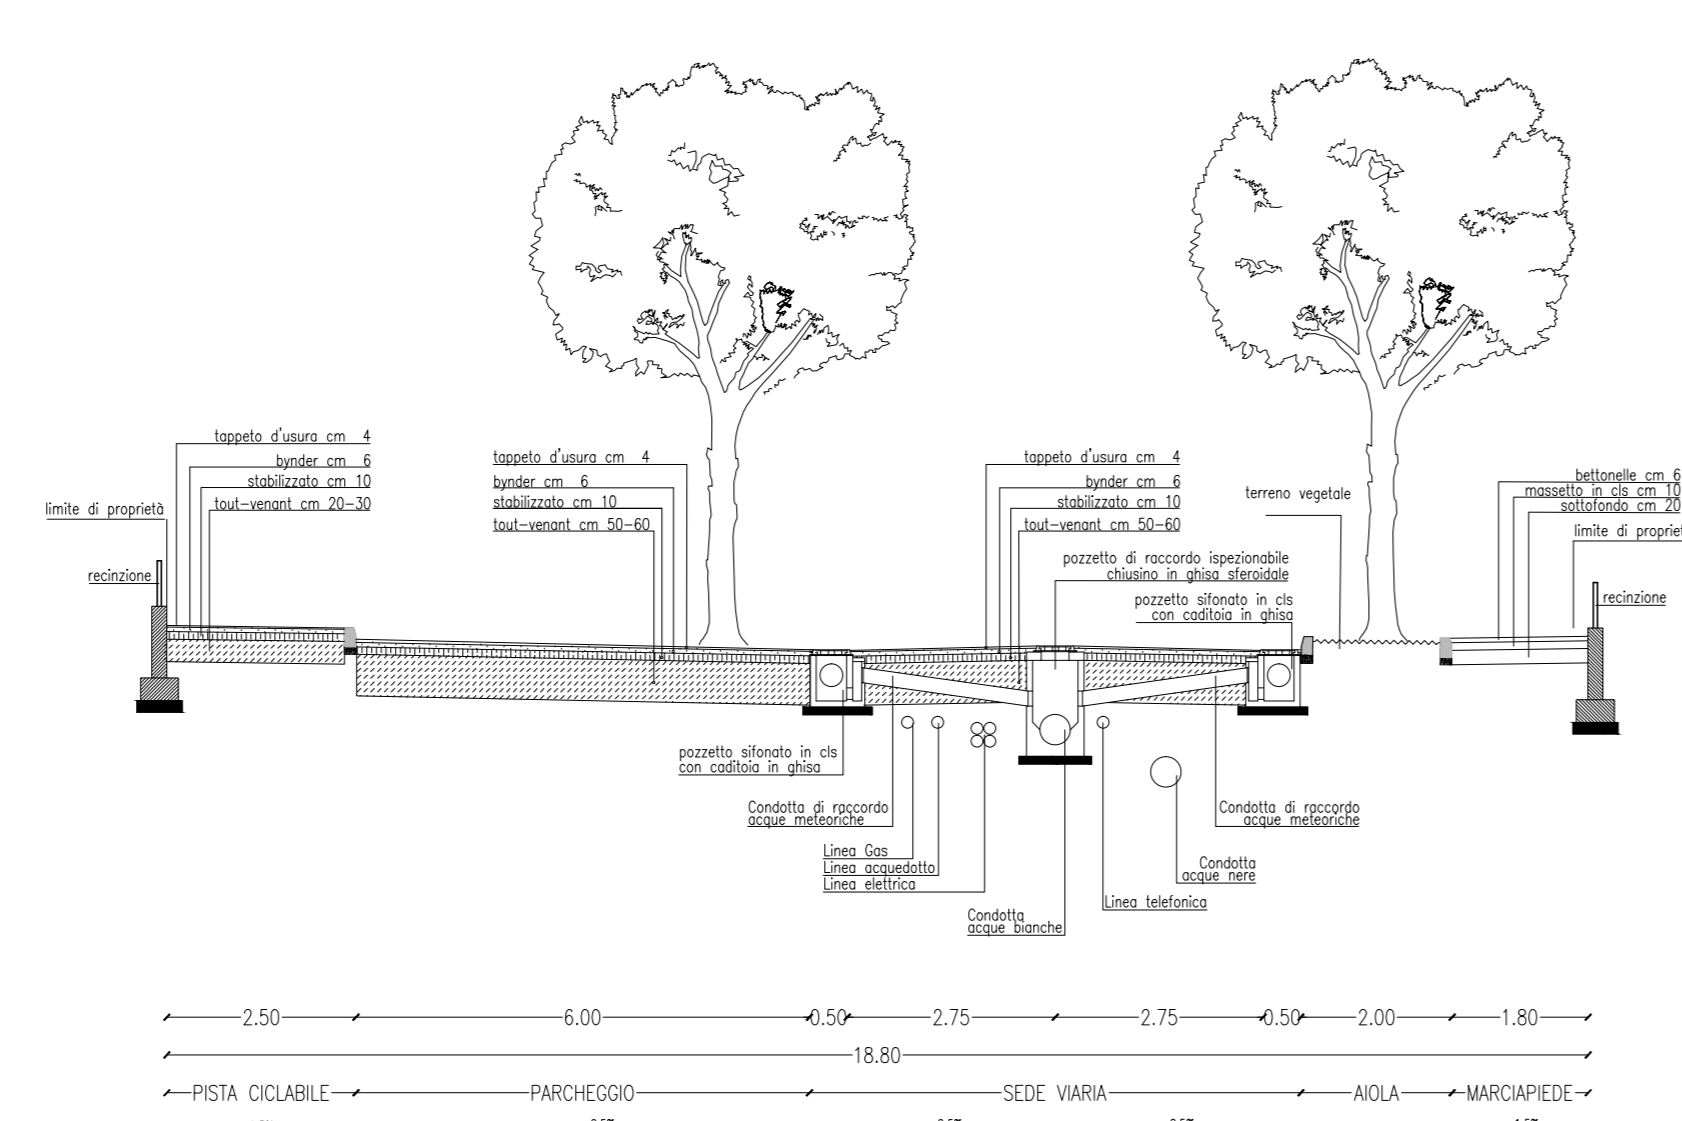 tappeto d'usura cm 4
bynder cm 6
stabilizzato cm 10
tout-venant cm 20-30
limite di proprietà
recinzione
tappeto d'usura cm 4
bynder cm 6
stabilizzato cm 10
tout-venant cm 50-60
tappeto d'usura cm 4
bynder cm 6
stabilizzato cm 10
tout-venant cm 50-60
pozzetto di raccordo ispezionabile
chiusino in ghisa sferoidale
pozzetto sifonato in cls
con caditoia in ghisa
terreno vegetale
bettonelle cm 6
massetto in cls cm 10
sottofondo cm 20
limite di propriet
recinzione
pozzetto sifonato in cls
con caditoia in ghisa
Condotta di raccordo
acque meteoriche
Linea Gas
Linea acquedotto
Linea elettrica
Condotta
acque bianche
Linea telefonica
Condotta
acque nere
Condotta di raccordo
acque meteoriche
2.50 6.00 0.50 2.75 2.75 0.50 2.00 1.80
18.80
PISTA CICLABILE PARCHEGGIO SEDE VIARIA AIOLA MARCIAPIEDE